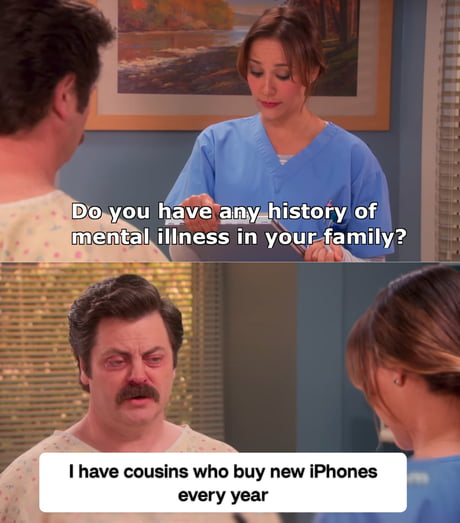 Do you have any history of
mental illness in your family?
I have cousins who buy new iPhones
every year